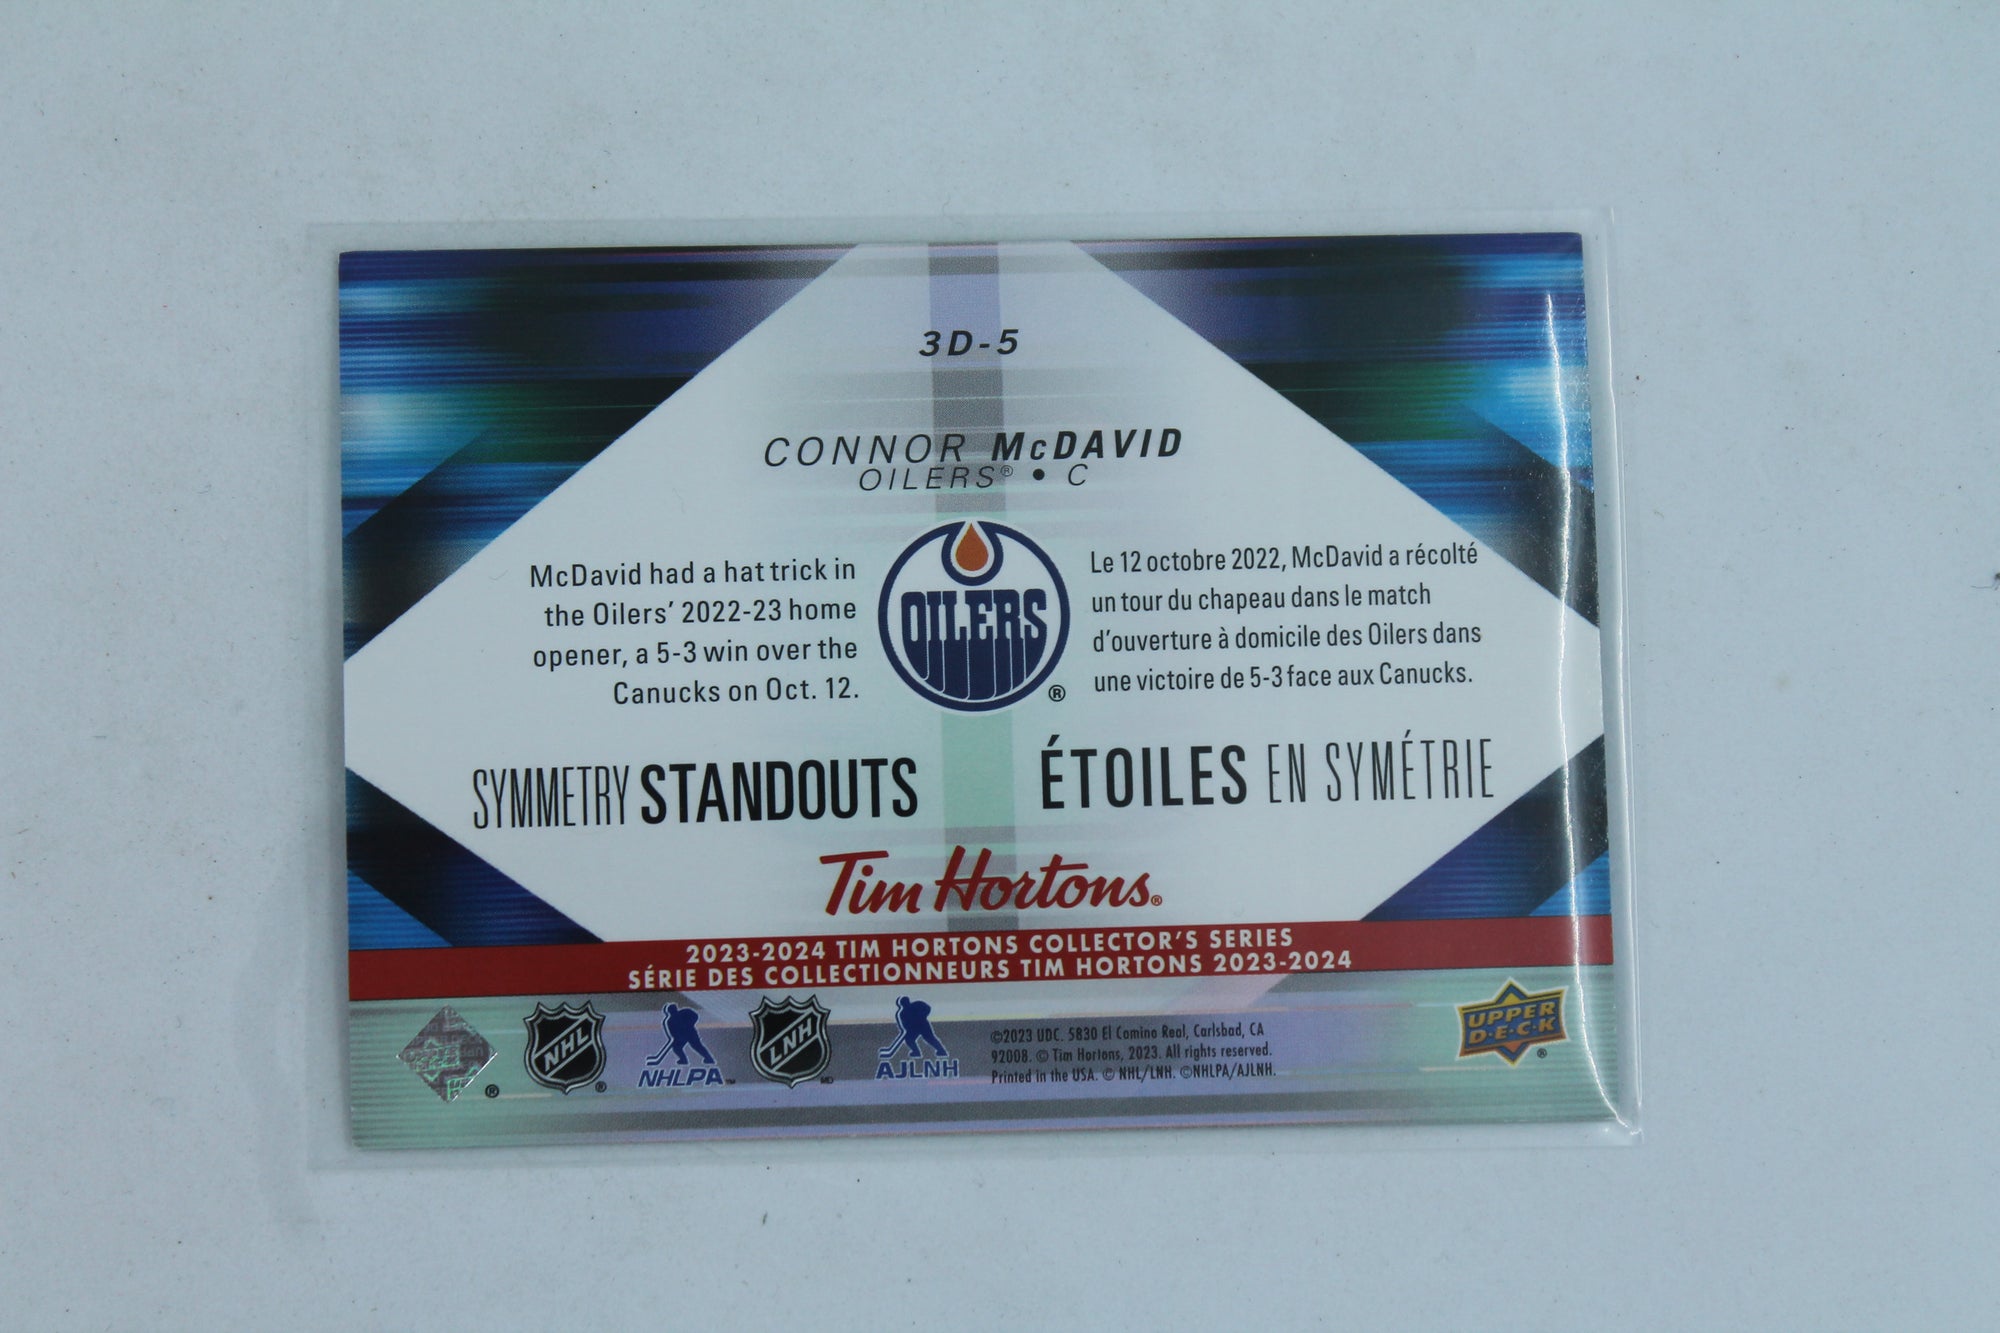 3D-5
CONNOR McDAVID
OILERS® • C
McDavid had a hat trick in
the Oilers' 2022-23 home
opener, a 5-3 win over the
Canucks on Oct. 12.
OILERS
®
Le 12 octobre 2022, McDavid a récolté
un tour du chapeau dans le match
d'ouverture à domicile des Oilers dans
une victoire de 5-3 face aux Canucks.
SYMMETRY STANDOUTS
ÉTOILES EN SYMÉTRIE
Tim Hortons®
2023-2024 TIM HORTONS COLLECTOR'S SERIES
SÉRIE DES COLLECTIONNEURS TIM HORTONS 2023-2024
®
NHL ®
NHLPA™
LNH MD
AJLNH
©2023 UDC. 5830 El Camino Real, Carlsbad, CA
92008. © Tim Hortons, 2023. All rights reserved.
Printed in the USA. © NHL/LNH. ©NHLPA/AJLNH.
UPPER
D·E·C·K
®